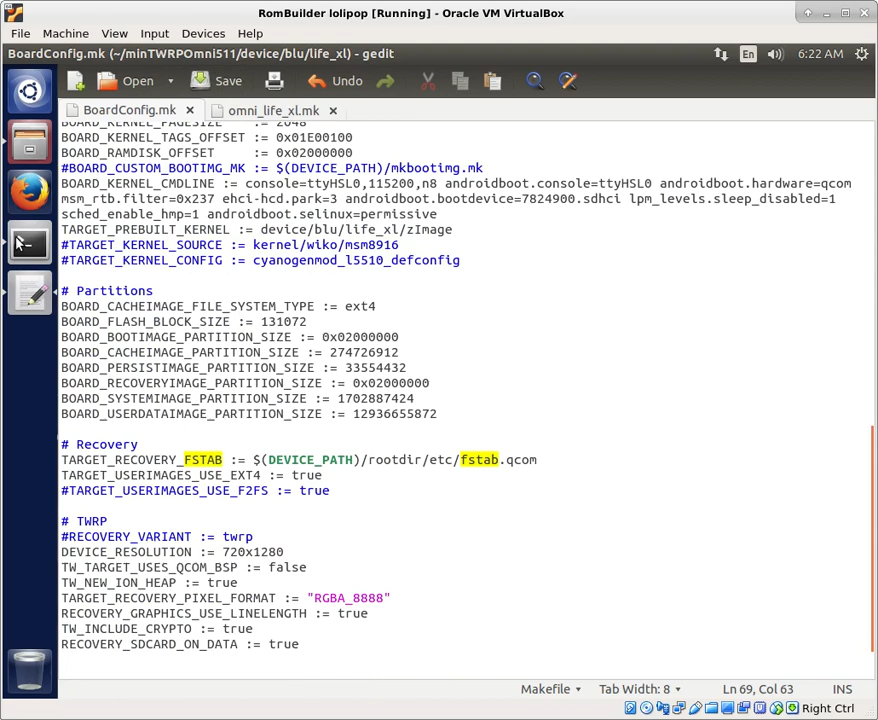 RomBuilder lolipop [Running] - Oracle VM VirtualBox
File Machine View Input Devices Help
BoardConfig.mk (~/minTWRPOmni511/device/blu/life_xl) - gedit
En 6:22 AM
Open Save Undo
BoardConfig.mk × omni_life_xl.mk ×
BOARD_KERNEL_PAGESIZE := 2048
BOARD_KERNEL_TAGS_OFFSET := 0x01E00100
BOARD_RAMDISK_OFFSET := 0x02000000
#BOARD_CUSTOM_BOOTIMG_MK := $(DEVICE_PATH)/mkbootimg.mk
BOARD_KERNEL_CMDLINE := console=ttyHSL0,115200,n8 androidboot.console=ttyHSL0 androidboot.hardware=qcom
msm_rtb.filter=0x237 ehci-hcd.park=3 androidboot.bootdevice=7824900.sdhci lpm_levels.sleep_disabled=1
sched_enable_hmp=1 androidboot.selinux=permissive
TARGET_PREBUILT_KERNEL := device/blu/life_xl/zImage
#TARGET_KERNEL_SOURCE := kernel/wiko/msm8916
#TARGET_KERNEL_CONFIG := cyanogenmod_l5510_defconfig
# Partitions
BOARD_CACHEIMAGE_FILE_SYSTEM_TYPE := ext4
BOARD_FLASH_BLOCK_SIZE := 131072
BOARD_BOOTIMAGE_PARTITION_SIZE := 0x02000000
BOARD_CACHEIMAGE_PARTITION_SIZE := 274726912
BOARD_PERSISTIMAGE_PARTITION_SIZE := 33554432
BOARD_RECOVERYIMAGE_PARTITION_SIZE := 0x02000000
BOARD_SYSTEMIMAGE_PARTITION_SIZE := 1702887424
BOARD_USERDATAIMAGE_PARTITION_SIZE := 12936655872
# Recovery
TARGET_RECOVERY_FSTAB := $(DEVICE_PATH)/rootdir/etc/fstab.qcom
TARGET_USERIMAGES_USE_EXT4 := true
#TARGET_USERIMAGES_USE_F2FS := true
# TWRP
#RECOVERY_VARIANT := twrp
DEVICE_RESOLUTION := 720x1280
TW_TARGET_USES_QCOM_BSP := false
TW_NEW_ION_HEAP := true
TARGET_RECOVERY_PIXEL_FORMAT := "RGBA_8888"
RECOVERY_GRAPHICS_USE_LINELENGTH := true
TW_INCLUDE_CRYPTO := true
RECOVERY_SDCARD_ON_DATA := true
Makefile Tab Width: 8 Ln 69, Col 63 INS
Right Ctrl